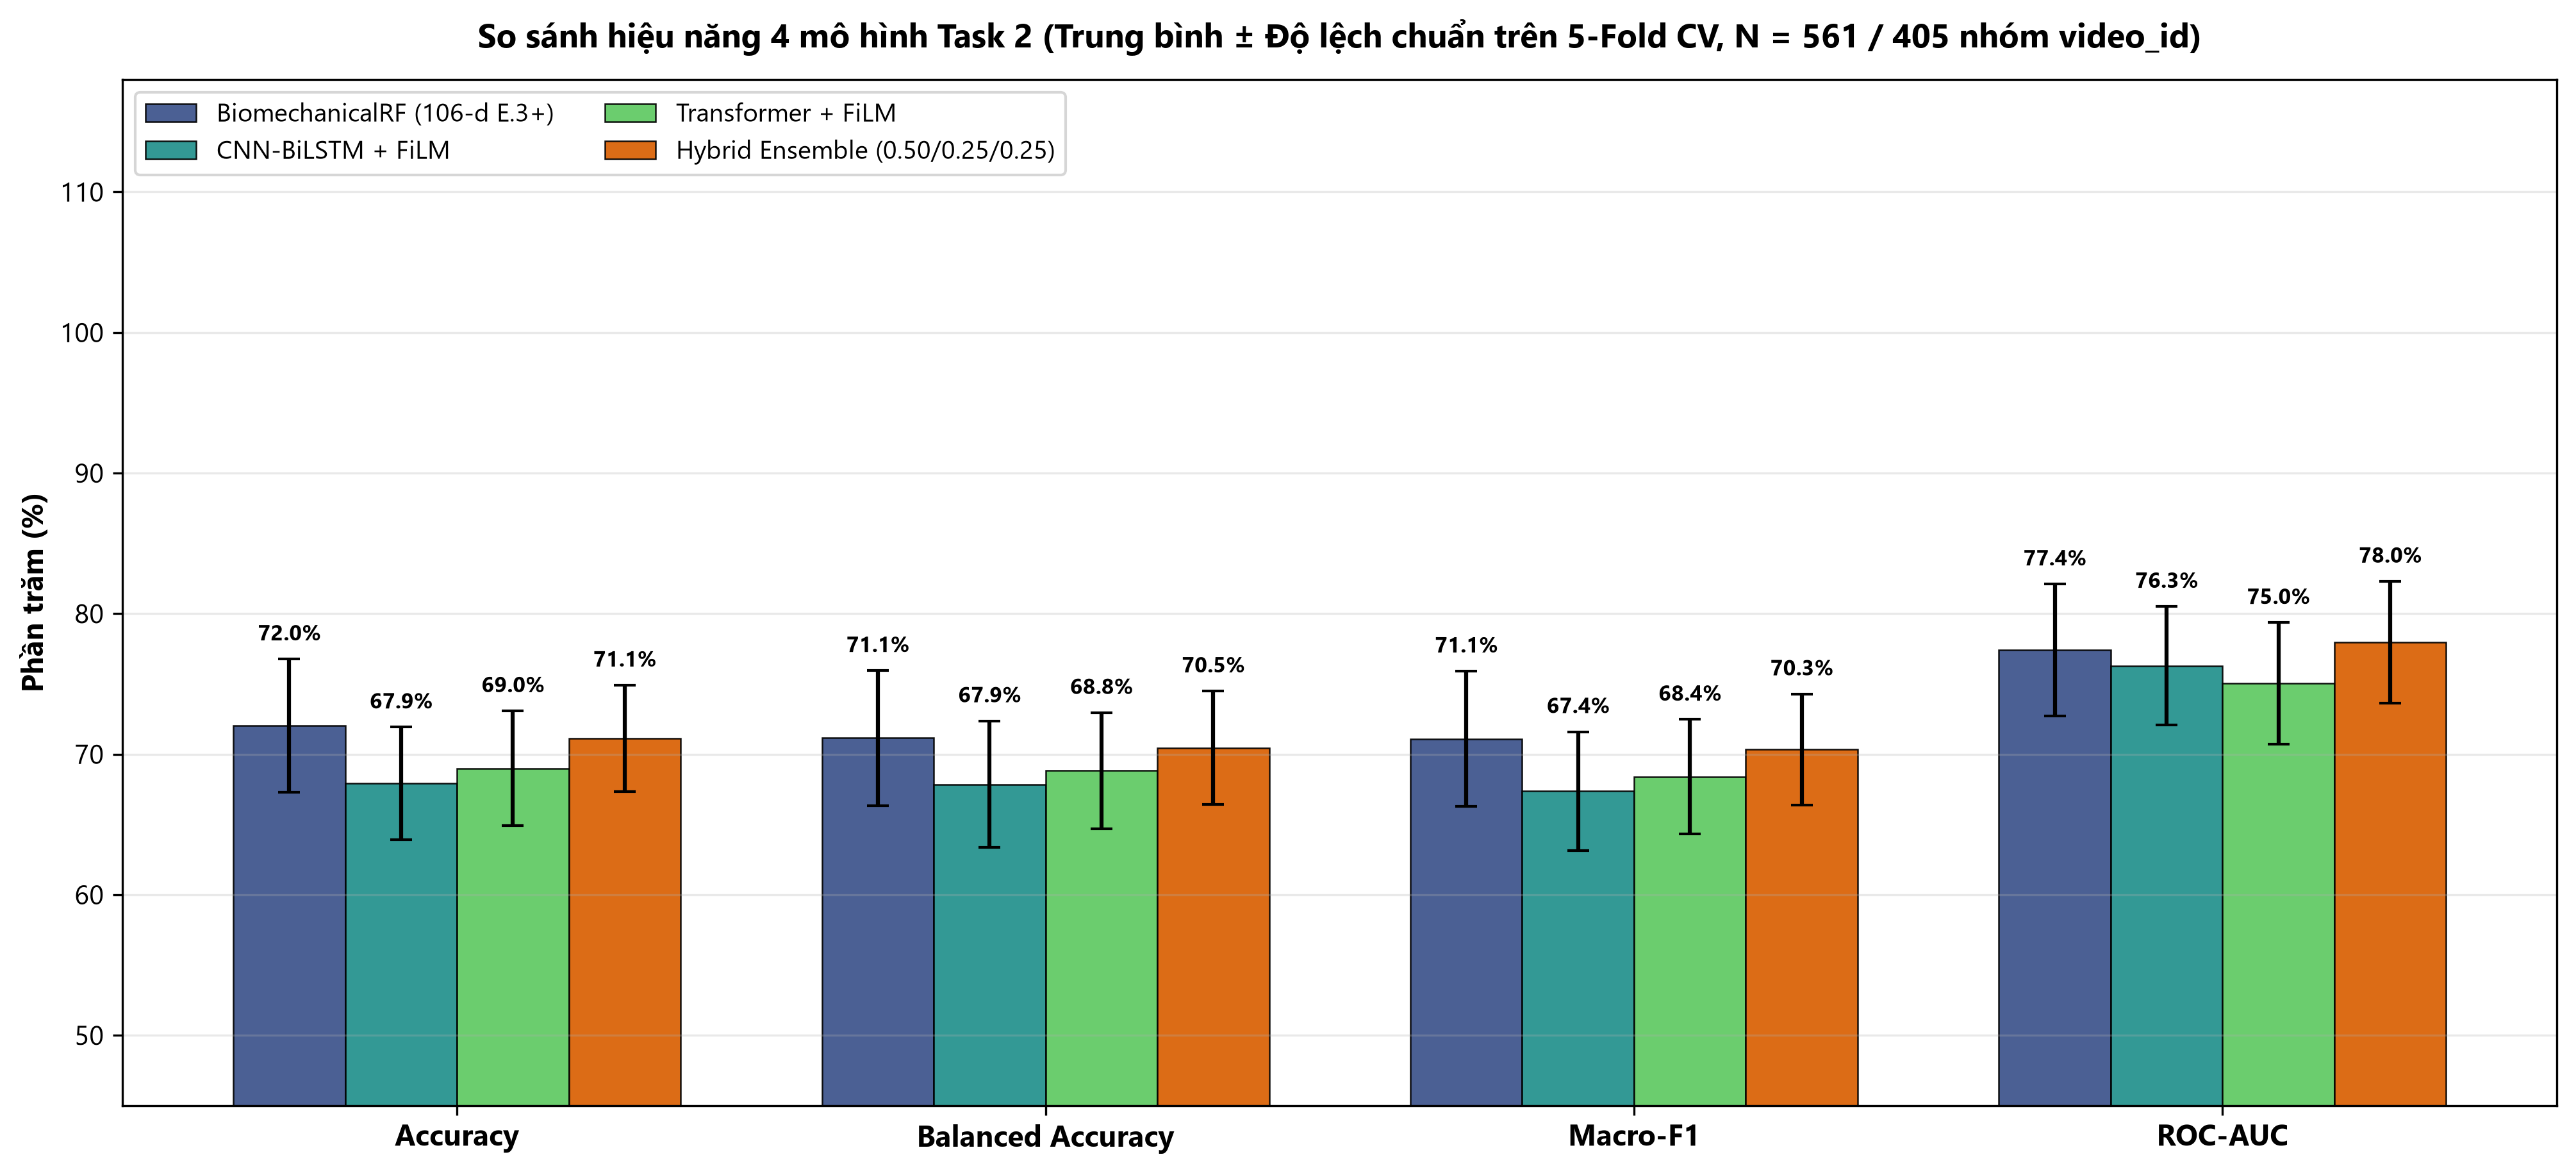 So sánh hiệu năng 4 mô hình Task 2 (Trung bình ± Độ lệch chuẩn trên 5-Fold CV, N = 561 / 405 nhóm video_id)
BiomechanicalRF (106-d E.3+)
CNN-BiLSTM + FiLM
Transformer + FiLM
Hybrid Ensemble (0.50/0.25/0.25)
Phần trăm (%)
110
100
90
80
70
60
50
72.0%
67.9%
69.0%
71.1%
71.1%
67.9%
68.8%
70.5%
71.1%
67.4%
68.4%
70.3%
77.4%
76.3%
75.0%
78.0%
Accuracy
Balanced Accuracy
Macro-F1
ROC-AUC